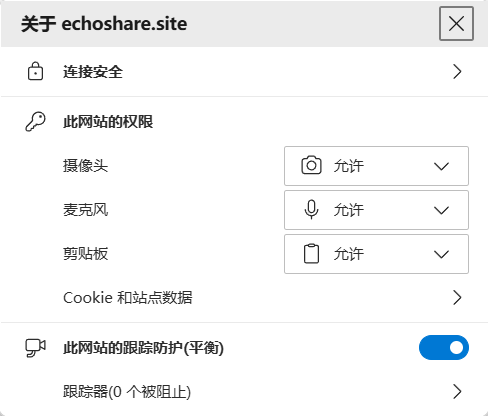 关于 echoshare.site
连接安全
此网站的权限
摄像头 允许
麦克风 允许
剪贴板 允许
Cookie 和站点数据
此网站的跟踪防护(平衡)
跟踪器(0 个被阻止)